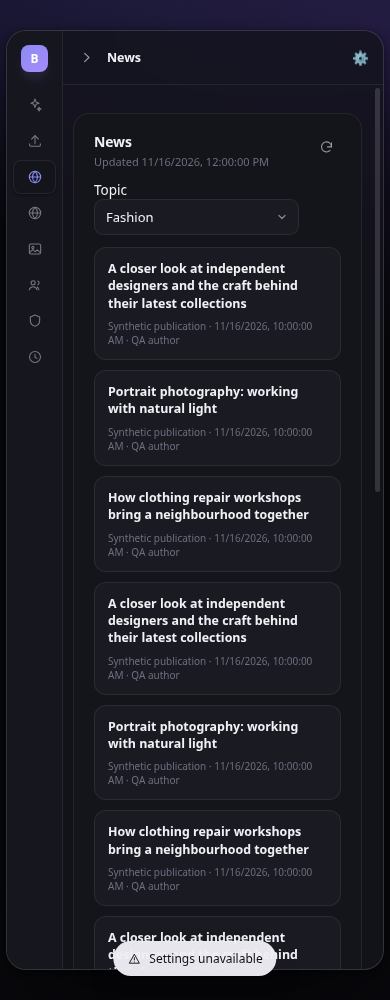 B
News
News
Updated 11/16/2026, 12:00:00 PM
Topic
Fashion
A closer look at independent
designers and the craft behind
their latest collections
Synthetic publication · 11/16/2026, 10:00:00
AM · QA author
Portrait photography: working
with natural light
Synthetic publication · 11/16/2026, 10:00:00
AM · QA author
How clothing repair workshops
bring a neighbourhood together
Synthetic publication · 11/16/2026, 10:00:00
AM · QA author
A closer look at independent
designers and the craft behind
their latest collections
Synthetic publication · 11/16/2026, 10:00:00
AM · QA author
Portrait photography: working
with natural light
Synthetic publication · 11/16/2026, 10:00:00
AM · QA author
How clothing repair workshops
bring a neighbourhood together
Synthetic publication · 11/16/2026, 10:00:00
AM · QA author
A closer look at independent
Settings unavailable